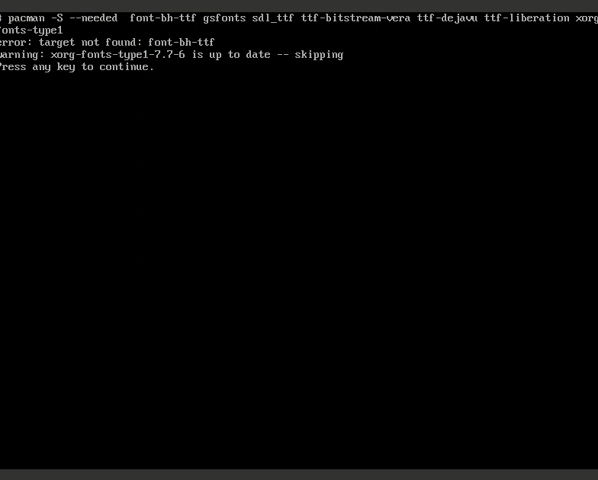 pacman -S --needed  font-bh-ttf gsfonts sdl_ttf ttf-bitstream-vera ttf-dejavu ttf-liberation xorg
fonts-type1
error: target not found: font-bh-ttf
warning: xorg-fonts-type1-7.7-6 is up to date -- skipping
Press any key to continue.